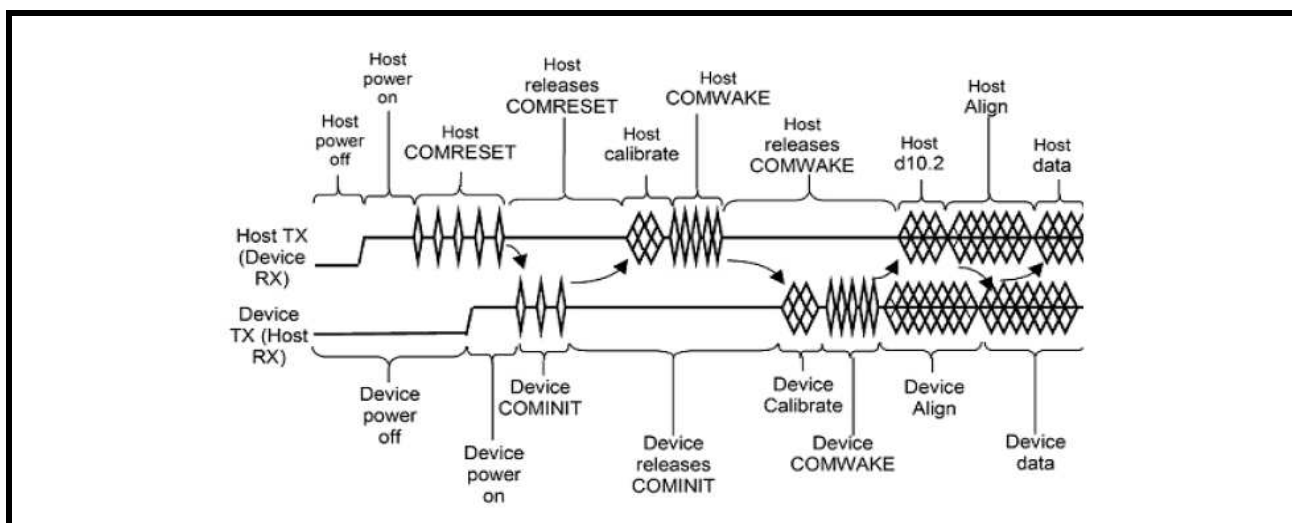 Host
power
off
Host
power
on
Host
COMRESET
Host
releases
COMRESET
Host
calibrate
Host
COMWAKE
Host
releases
COMWAKE
Host
d10.2
Host
Align
Host
data
Host TX
(Device
RX)
Device
TX (Host
RX)
Device
power
off
Device
power
on
Device
COMINIT
Device
releases
COMINIT
Device
Calibrate
Device
COMWAKE
Device
Align
Device
data